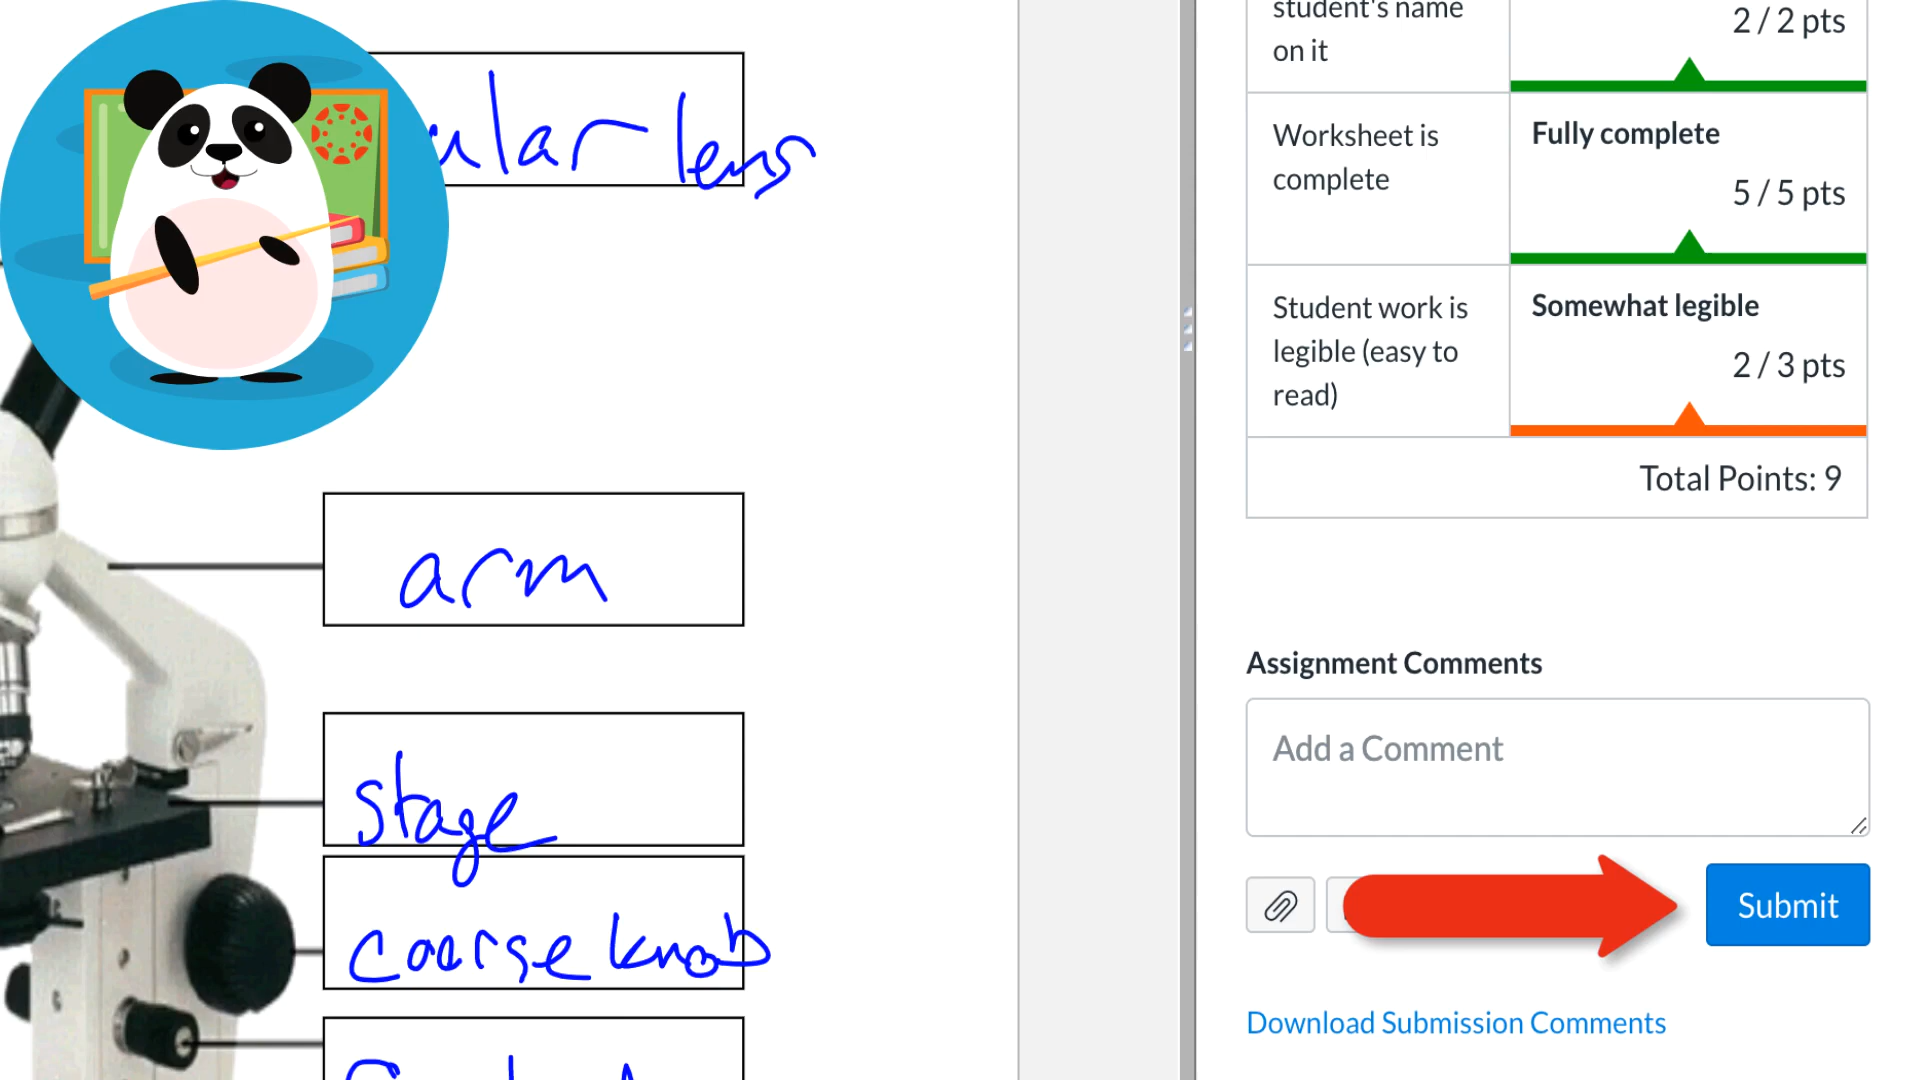 ular lens
arm
stage
coarse knob
student's name
on it
2 / 2 pts
Worksheet is
complete
Fully complete
5 / 5 pts
Student work is
legible (easy to
read)
Somewhat legible
2 / 3 pts
Total Points: 9
Assignment Comments
Add a Comment
Submit
Download Submission Comments